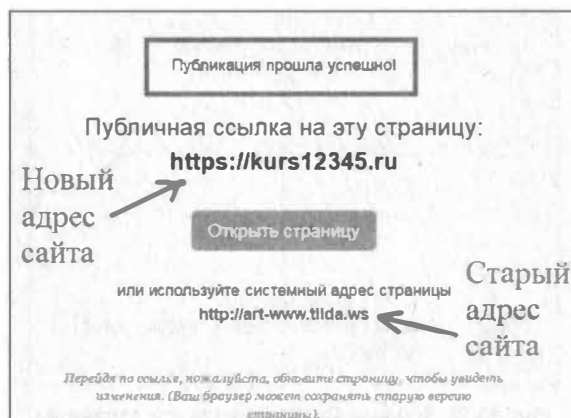 Публикация прошла успешно!
Публичная ссылка на эту страницу:
https://kurs12345.ru
Новый
адрес
сайта
Открыть страницу
или используйте системный адрес страницы
http://art-www.tilda.ws
Старый
адрес
сайта
Перейдя по ссылке, пожалуйста, обновите страницу, чтобы увидеть
изменения. (Ваш браузер может сохранять старую версию
страницы).